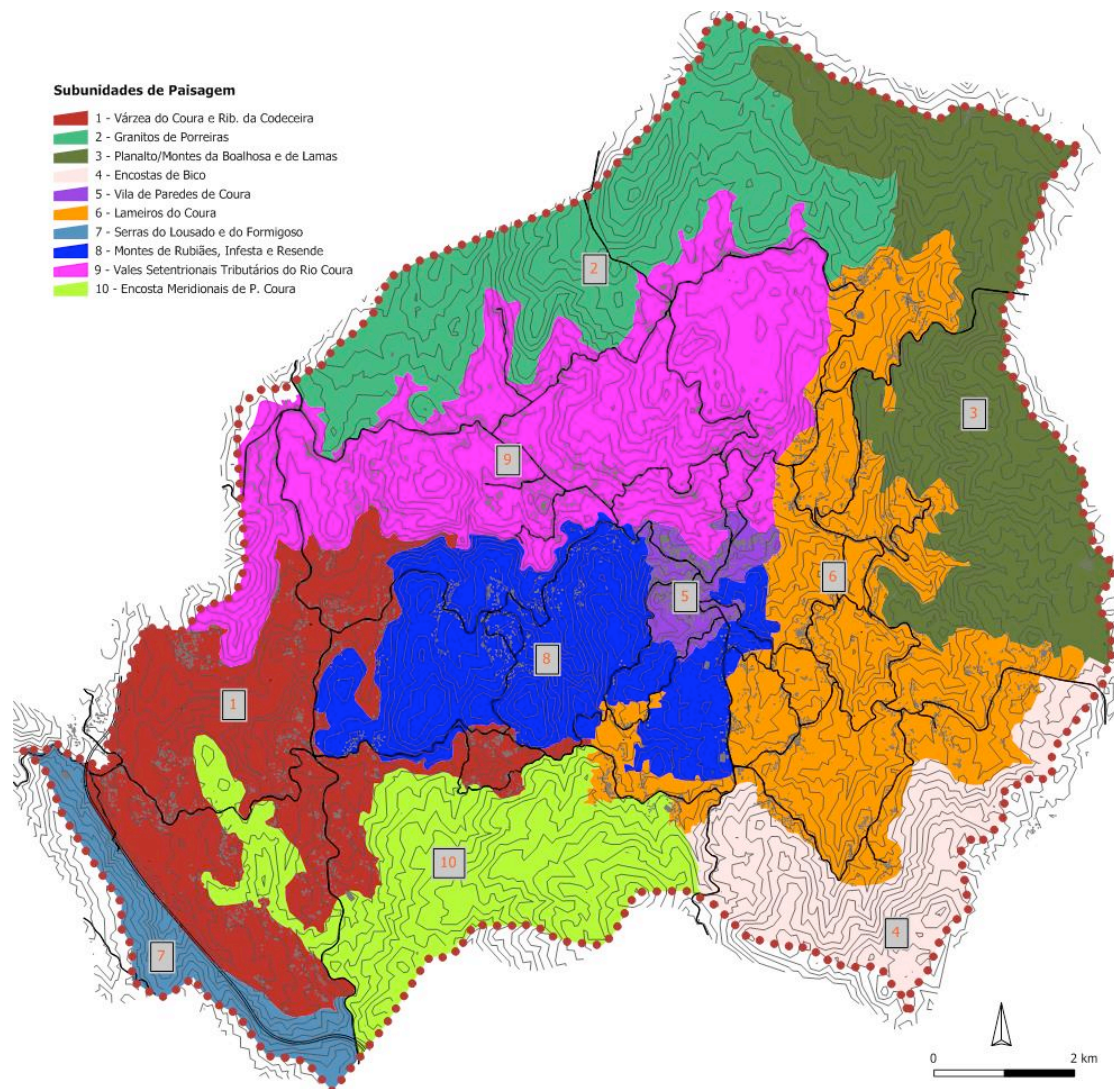 Subunidades de Paisagem
1 - Várzea do Coura e Rib. da Codeceira
2 - Granitos de Porreiras
3 - Planalto/Montes da Boalhosa e de Lamas
4 - Encostas de Bico
5 - Vila de Paredes de Coura
6 - Lameiros do Coura
7 - Serras do Lousado e do Formigoso
8 - Montes de Rubiães, Infesta e Resende
9 - Vales Setentrionais Tributários do Rio Coura
10 - Encosta Meridionais de P. Coura
2
3
9
6
5
8
1
10
4
7
0 2 km